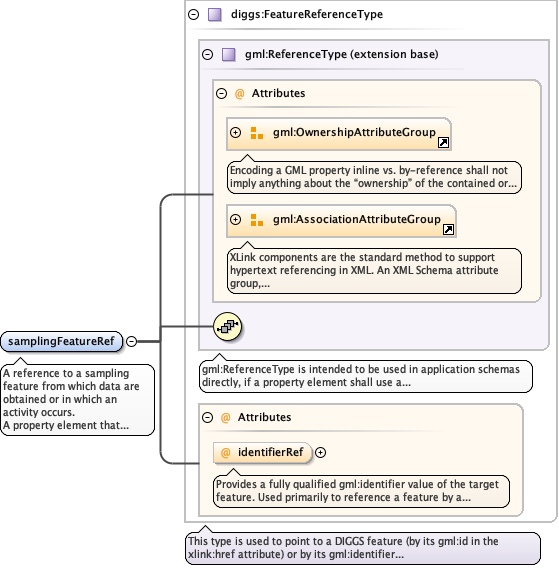 diggs:FeatureReferenceType
gml:ReferenceType (extension base)
@ Attributes
gml:OwnershipAttributeGroup
Encoding a GML property inline vs. by-reference shall not
imply anything about the “ownership” of the contained or...
gml:AssociationAttributeGroup
XLink components are the standard method to support
hypertext referencing in XML. An XML Schema attribute
group,...
samplingFeatureRef
A reference to a sampling
feature from which data are
obtained or in which an
activity occurs.
A property element that...
gml:ReferenceType is intended to be used in application schemas
directly, if a property element shall use a...
@ Attributes
@ identifierRef
Provides a fully qualified gml:identifier value of the target
feature. Used primarily to reference a feature by a...
This type is used to point to a DIGGS feature (by its gml:id in the
xlink:href attribute) or by its gml:identifier...